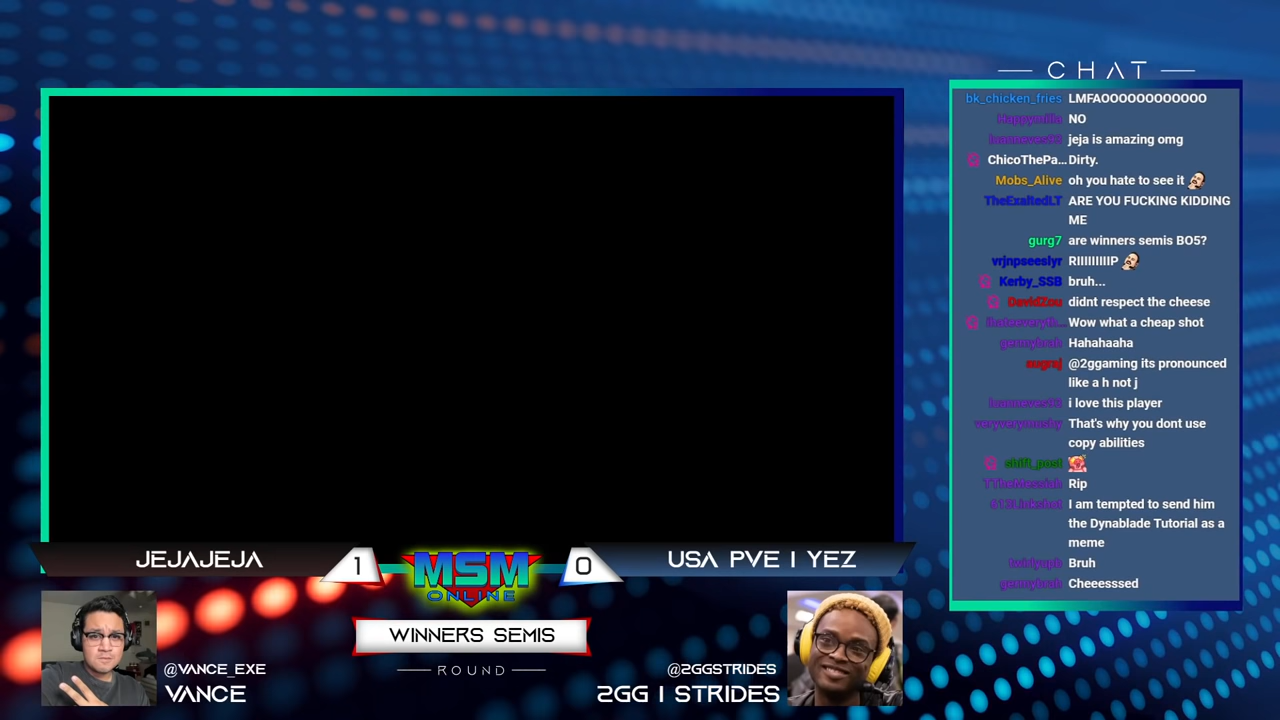 CHAT
bk_chicken_fries LMFAOOOOOOOOOOOO
NO
jeja is amazing omg
ChicoThePa... Dirty.
Mobs_Alive oh you hate to see it
TheExaltedLT ARE YOU FUCKING KIDDING
ME
gurg7 are winners semis BO5?
vrjnpseeslyr RIIIIIIIIP
Kerby_SSB bruh...
DavidZou didnt respect the cheese
Wow what a cheap shot
Hahahaaha
@2ggaming its pronounced
like a h not j
i love this player
That's why you dont use
copy abilities
shift_post
TTheMessiah Rip
I am tempted to send him
the Dynablade Tutorial as a
meme
Bruh
Cheeesssed
JEJAJEJA
1
MSM
ONLINE
0
USA PVE | YEZ
WINNERS SEMIS
ROUND
@VANCE_EXE
VANCE
@2GGSTRIDES
2GG | STRIDES